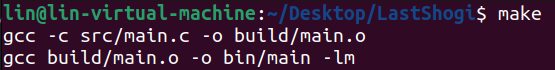 lin@lin-virtual-machine:~/Desktop/LastShogi$ make
gcc -c src/main.c -o build/main.o
gcc build/main.o -o bin/main -lm